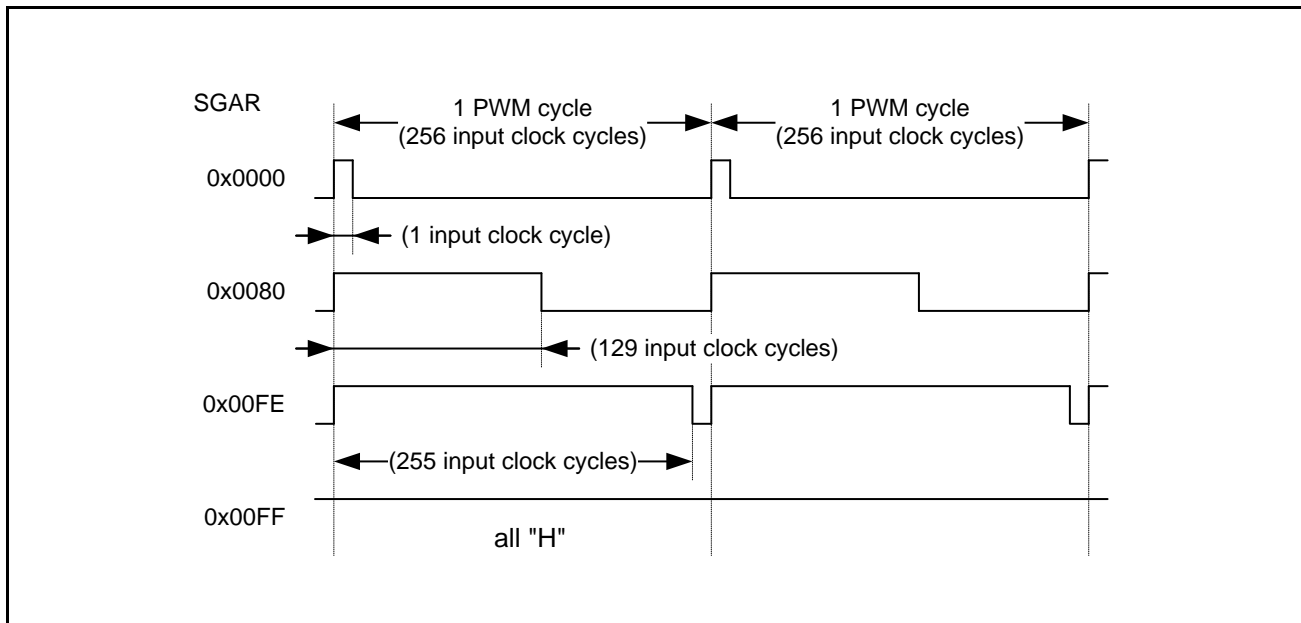 SGAR
1 PWM cycle
(256 input clock cycles)
1 PWM cycle
(256 input clock cycles)
0x0000
(1 input clock cycle)
0x0080
(129 input clock cycles)
0x00FE
(255 input clock cycles)
0x00FF
all "H"